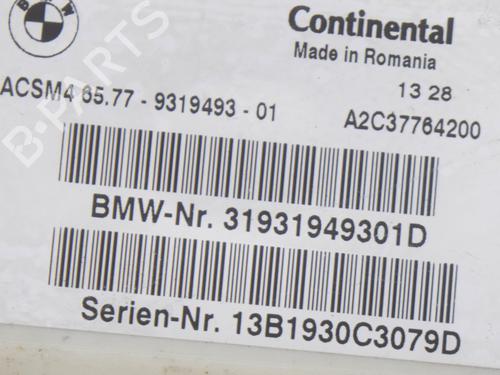 BMW
Continental
Made in Romania
13 28
ACSM4 65.77 - 9319493 - 01
A2C37764200
BMW-Nr. 31931949301D
Serien-Nr. 13B1930C3079D
B-PARTS